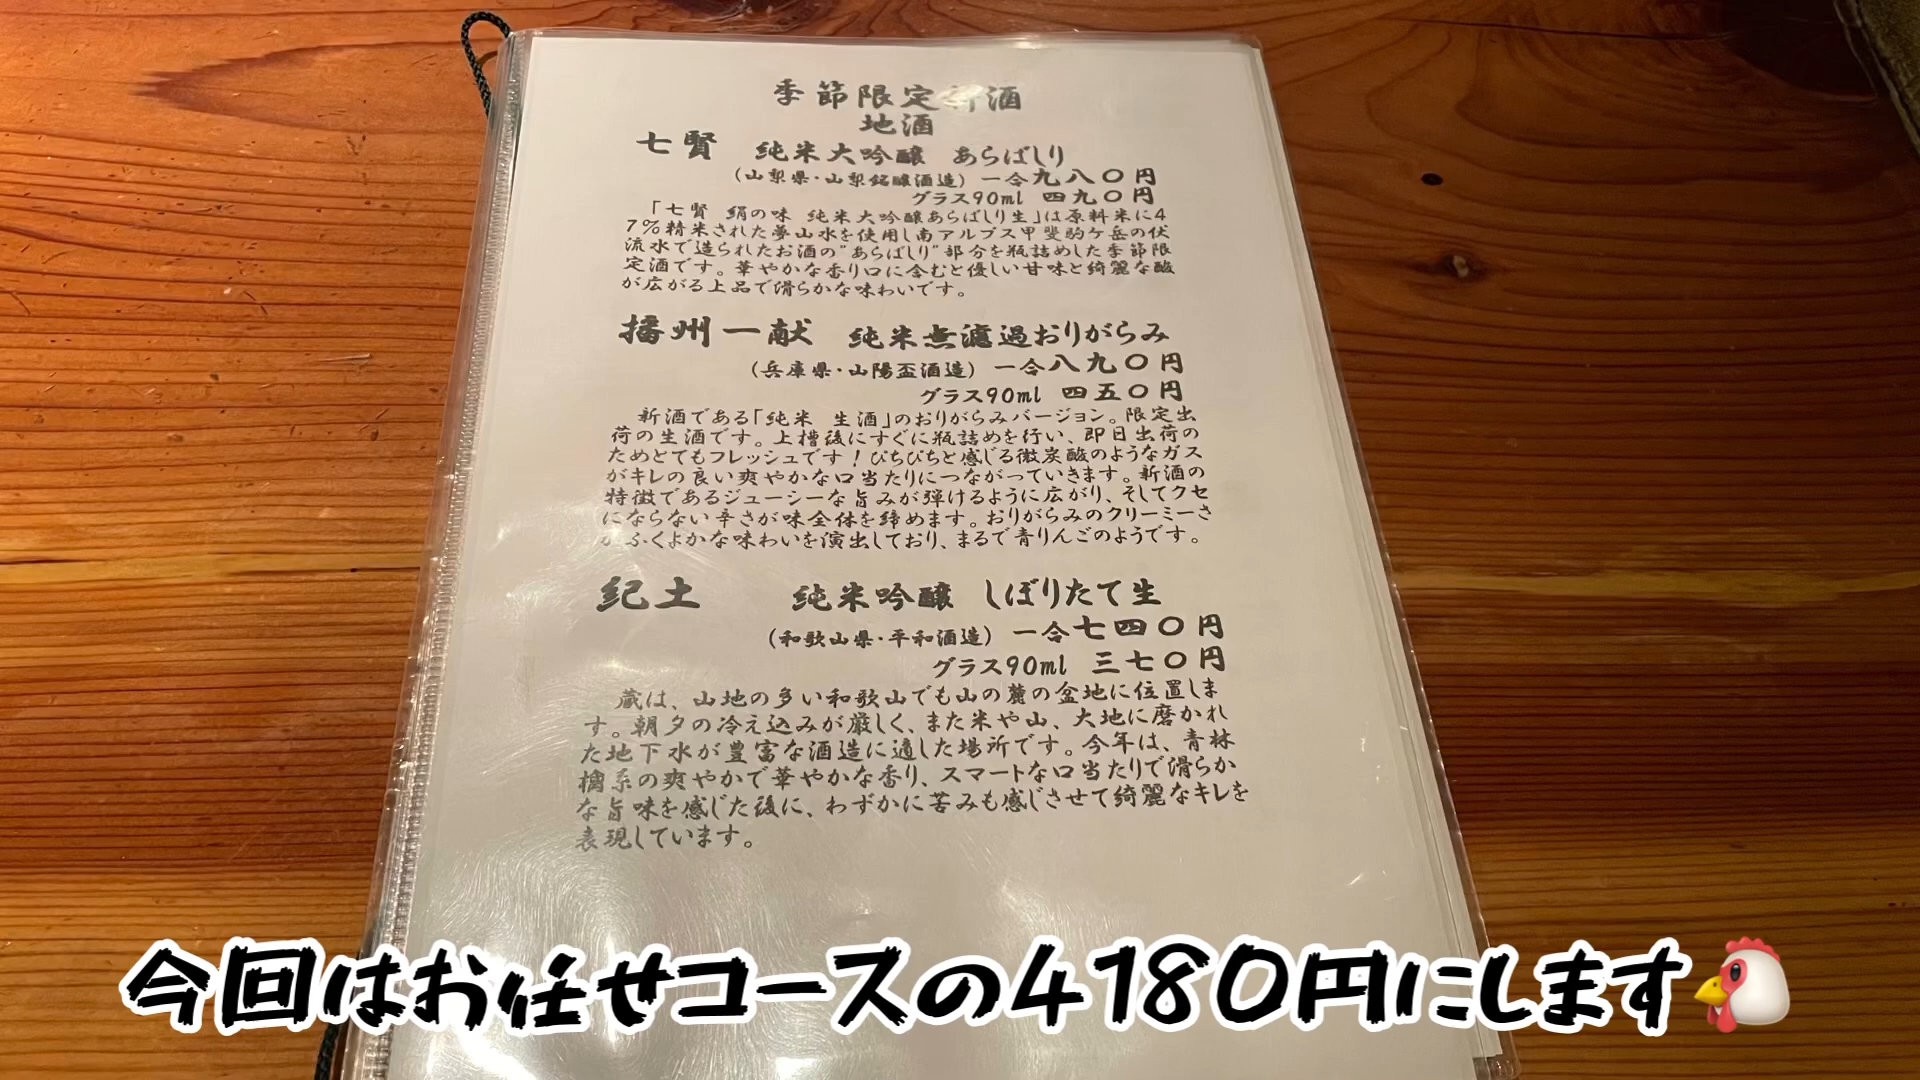 季節限定新酒
地酒
七賢 純米大吟醸 あらばしり
(山梨県・山梨銘醸酒造) 一合九八〇円
グラス90ml 四九〇円
「七賢 絹の味 純米大吟醸あらばしり生」は原料米に4
7%精米された夢山水を使用し南アルプス甲斐駒ケ岳の伏
流水で造られたお酒の"あらばしり"部分を瓶詰めした季節限
定酒です。華やかな香り口に含むと優しい甘味と綺麗な酸
が広がる上品で滑らかな味わいです。
播州一献 純米無濾過おりがらみ
(兵庫県・山陽盃酒造) 一合八九〇円
グラス90ml 四五〇円
新酒である「純米 生酒」のおりがらみバージョン。限定出
荷の生酒です。上槽後にすぐに瓶詰めを行い、即日出荷の
ためとてもフレッシュです!ぴちぴちと感じる微炭酸のようなガス
がキレの良い爽やかな口当たりにつながっていきます。新酒の
特徴であるジューシーな旨みが弾けるように広がり、そしてクセ
にならない辛さが味全体を締めます。おりがらみのクリーミーさ
がふくよかな味わいを演出しており、まるで青りんごのようです。
紀土 純米吟醸 しぼりたて生
(和歌山県・平和酒造) 一合七四〇円
グラス90ml 三七〇円
蔵は、山地の多い和歌山でも山の麓の盆地に位置しま
す。朝夕の冷え込みが厳しく、また米や山、大地に磨かれ
た地下水が豊富な酒造に適した場所です。今年は、青林
檎系の爽やかで華やかな香り、スマートな口当たりで滑らか
な旨味を感じた後に、わずかに苦みも感じさせて綺麗なキレを
表現しています。
今回はお任せコースの4180円にします🐔